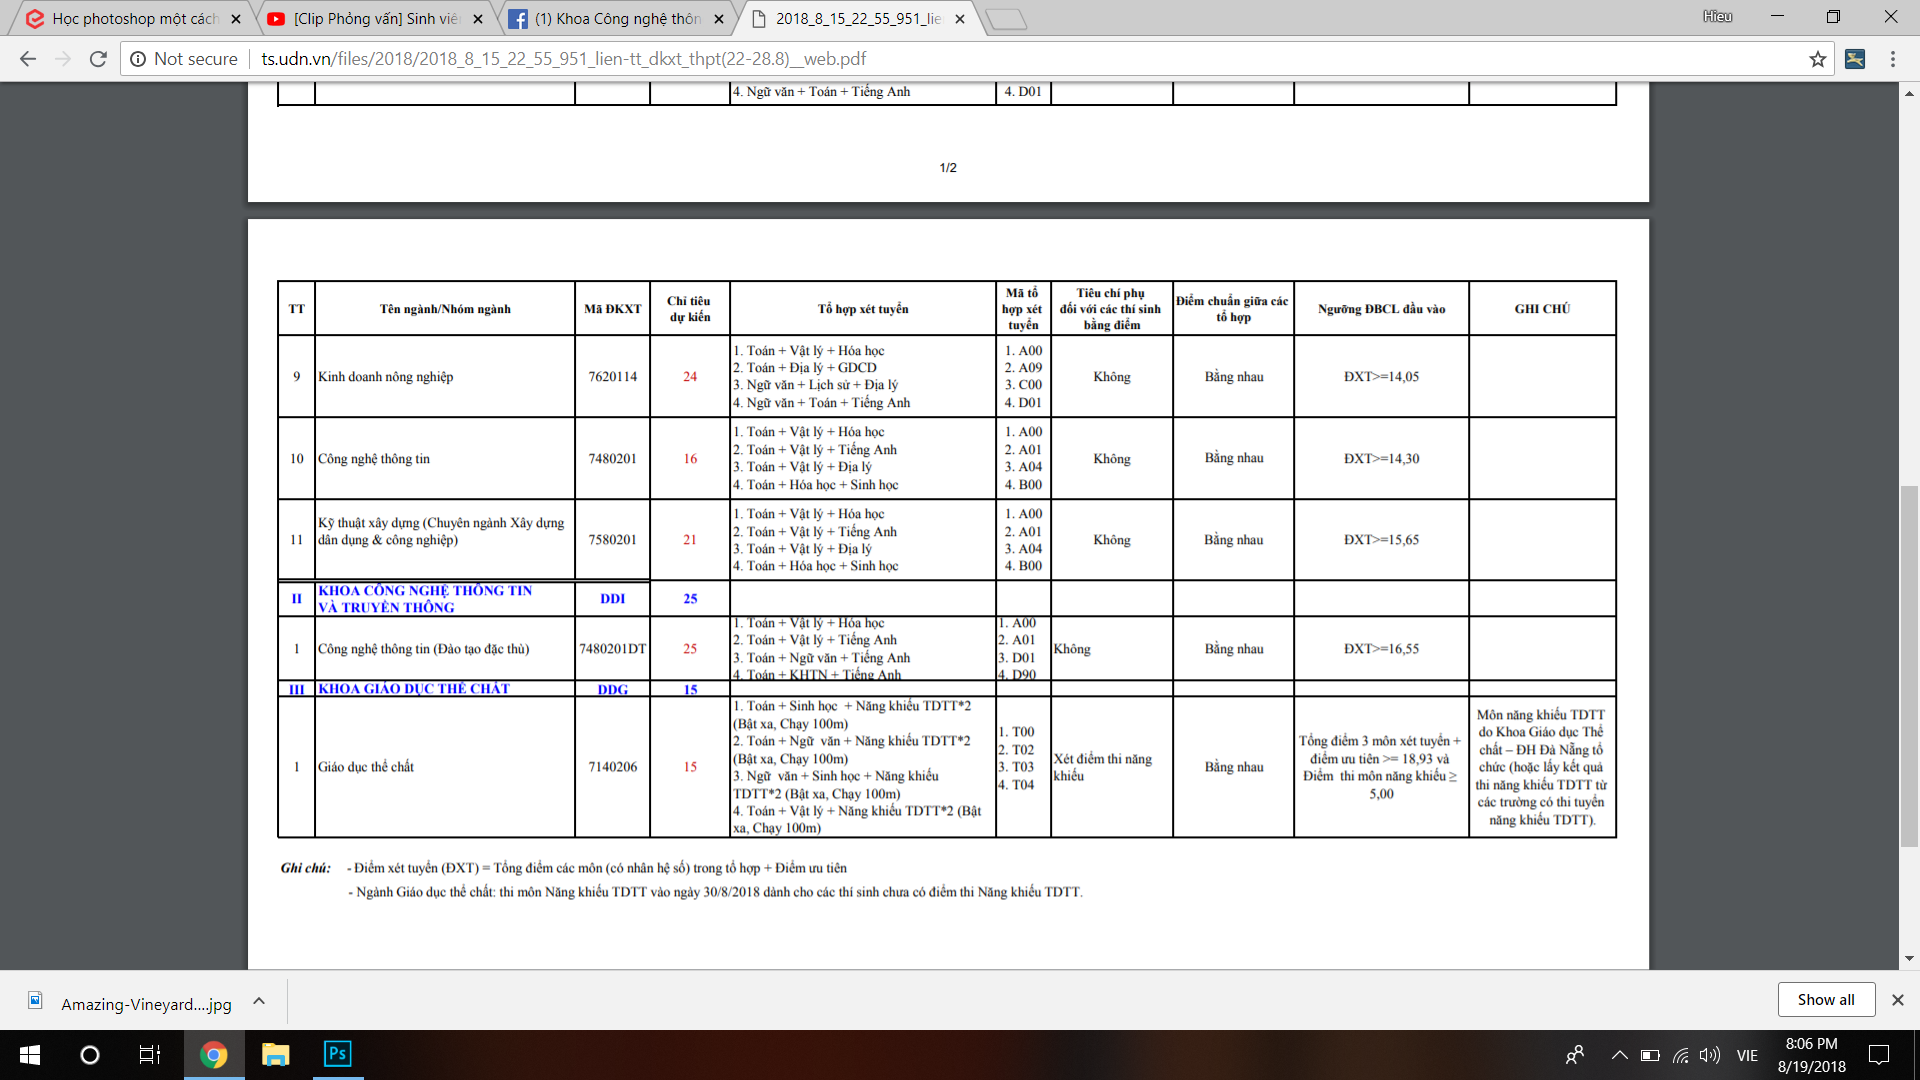 Học photoshop một cách
[Clip Phỏng vấn] Sinh viê
(1) Khoa Công nghệ thôn
2018_8_15_22_55_951_lie
Hieu
Not secure
ts.udn.vn/files/2018/2018_8_15_22_55_951_lien-tt_dkxt_thpt(22-28.8)__web.pdf
4. Ngữ văn + Toán + Tiếng Anh 4. D01
1/2
TT Tên ngành/Nhóm ngành Mã ĐKXT Chỉ tiêu dự kiến Tổ hợp xét tuyển Mã tổ hợp xét tuyển Tiêu chí phụ đối với các thí sinh bằng điểm Điểm chuẩn giữa các tổ hợp Ngưỡng ĐBCL đầu vào GHI CHÚ
9 Kinh doanh nông nghiệp 7620114 24
1. Toán + Vật lý + Hóa học 1. A00
2. Toán + Địa lý + GDCD 2. A09
3. Ngữ văn + Lịch sử + Địa lý 3. C00
4. Ngữ văn + Toán + Tiếng Anh 4. D01
Không Bằng nhau ĐXT>=14,05
10 Công nghệ thông tin 7480201 16
1. Toán + Vật lý + Hóa học 1. A00
2. Toán + Vật lý + Tiếng Anh 2. A01
3. Toán + Vật lý + Địa lý 3. A04
4. Toán + Hóa học + Sinh học 4. B00
Không Bằng nhau ĐXT>=14,30
11 Kỹ thuật xây dựng (Chuyên ngành Xây dựng
dân dụng & công nghiệp) 7580201 21
1. Toán + Vật lý + Hóa học 1. A00
2. Toán + Vật lý + Tiếng Anh 2. A01
3. Toán + Vật lý + Địa lý 3. A04
4. Toán + Hóa học + Sinh học 4. B00
Không Bằng nhau ĐXT>=15,65
II KHOA CÔNG NGHỆ THÔNG TIN
VÀ TRUYỀN THÔNG DDI 25
1 Công nghệ thông tin (Đào tạo đặc thù) 7480201DT 25
1. Toán + Vật lý + Hóa học 1. A00
2. Toán + Vật lý + Tiếng Anh 2. A01
3. Toán + Ngữ văn + Tiếng Anh 3. D01
4. Toán + KHTN + Tiếng Anh 4. D90
Không Bằng nhau ĐXT>=16,55
III KHOA GIÁO DỤC THỂ CHẤT DDG 15
1 Giáo dục thể chất 7140206 15
1. Toán + Sinh học + Năng khiếu TDTT*2
(Bật xa, Chạy 100m)
2. Toán + Ngữ văn + Năng khiếu TDTT*2
(Bật xa, Chạy 100m)
3. Ngữ văn + Sinh học + Năng khiếu
TDTT*2 (Bật xa, Chạy 100m)
4. Toán + Vật lý + Năng khiếu TDTT*2 (Bật
xa, Chạy 100m)
1. T00
2. T02
3. T03
4. T04
Xét điểm thi năng
khiếu
Bằng nhau
Tổng điểm 3 môn xét tuyển +
điểm ưu tiên >= 18,93 và
Điểm thi môn năng khiếu ≥
5,00
Môn năng khiếu TDTT
do Khoa Giáo dục Thể
chất – ĐH Đà Nẵng tổ
chức (hoặc lấy kết quả
thi năng khiếu TDTT từ
các trường có thi tuyển
năng khiếu TDTT).
Ghi chú: - Điểm xét tuyển (ĐXT) = Tổng điểm các môn (có nhân hệ số) trong tổ hợp + Điểm ưu tiên
- Ngành Giáo dục thể chất: thi môn Năng khiếu TDTT vào ngày 30/8/2018 dành cho các thí sinh chưa có điểm thi Năng khiếu TDTT.
Amazing-Vineyard....jpg
Show all
Ps
VIE
8:06 PM
8/19/2018